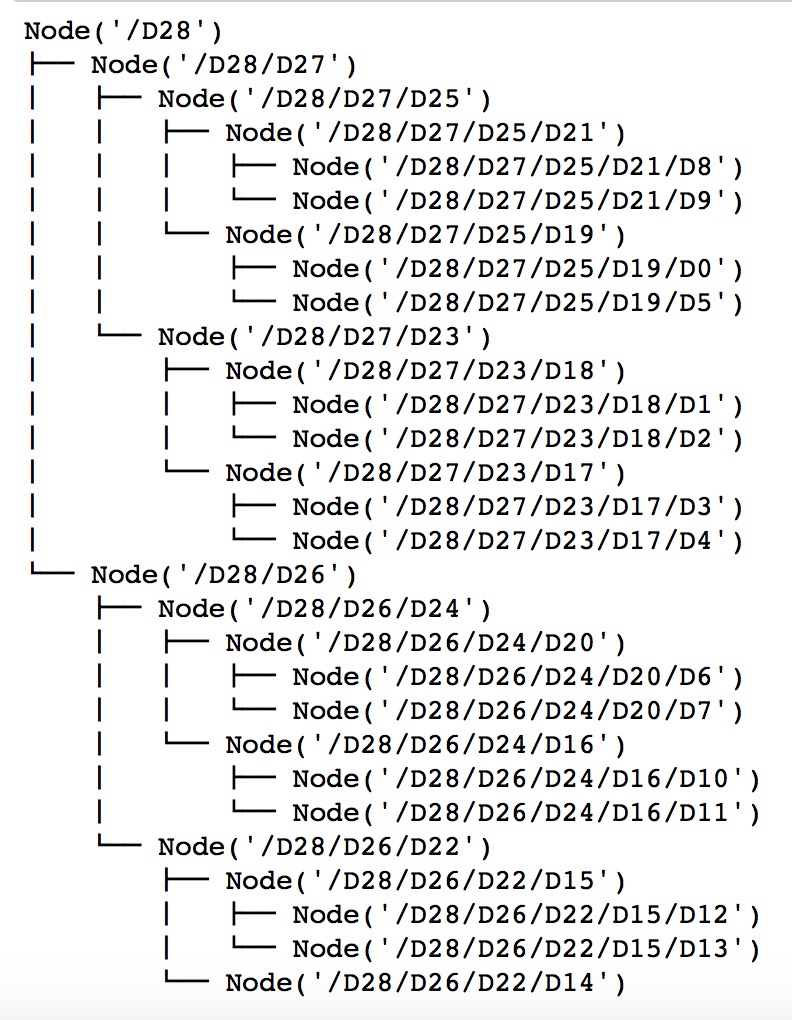 Node('/D28')
├── Node('/D28/D27')
│   ├── Node('/D28/D27/D25')
│   │   ├── Node('/D28/D27/D25/D21')
│   │   │   ├── Node('/D28/D27/D25/D21/D8')
│   │   │   └── Node('/D28/D27/D25/D21/D9')
│   │   └── Node('/D28/D27/D25/D19')
│   │       ├── Node('/D28/D27/D25/D19/D0')
│   │       └── Node('/D28/D27/D25/D19/D5')
│   └── Node('/D28/D27/D23')
│       ├── Node('/D28/D27/D23/D18')
│       │   ├── Node('/D28/D27/D23/D18/D1')
│       │   └── Node('/D28/D27/D23/D18/D2')
│       └── Node('/D28/D27/D23/D17')
│           ├── Node('/D28/D27/D23/D17/D3')
│           └── Node('/D28/D27/D23/D17/D4')
└── Node('/D28/D26')
    ├── Node('/D28/D26/D24')
    │   ├── Node('/D28/D26/D24/D20')
    │   │   ├── Node('/D28/D26/D24/D20/D6')
    │   │   └── Node('/D28/D26/D24/D20/D7')
    │   └── Node('/D28/D26/D24/D16')
    │       ├── Node('/D28/D26/D24/D16/D10')
    │       └── Node('/D28/D26/D24/D16/D11')
    └── Node('/D28/D26/D22')
        ├── Node('/D28/D26/D22/D15')
        │   ├── Node('/D28/D26/D22/D15/D12')
        │   └── Node('/D28/D26/D22/D15/D13')
        └── Node('/D28/D26/D22/D14')